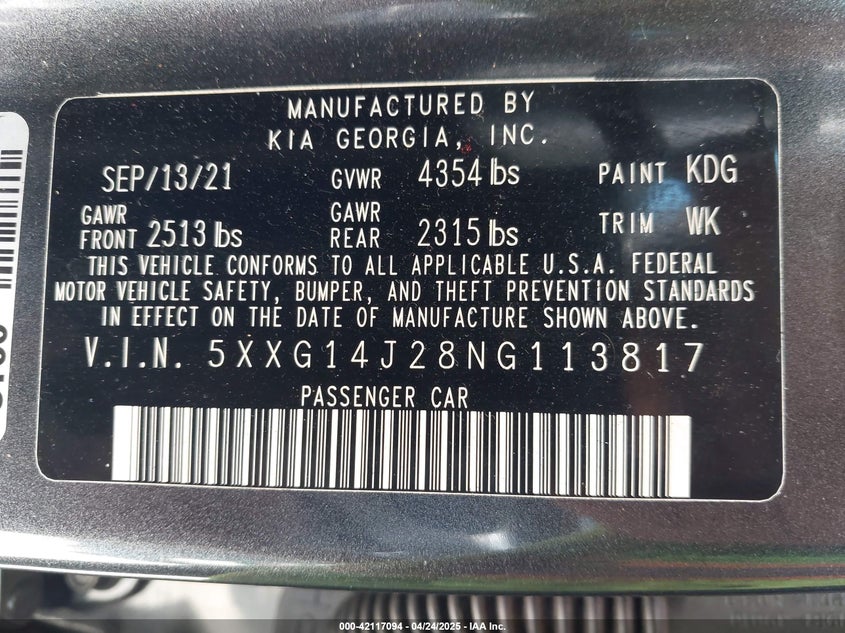 MANUFACTURED BY
KIA GEORGIA, INC.
SEP/13/21 GVWR 4354 lbs PAINT KDG
GAWR FRONT 2513 lbs GAWR REAR 2315 lbs TRIM WK
THIS VEHICLE CONFORMS TO ALL APPLICABLE U.S.A. FEDERAL
MOTOR VEHICLE SAFETY, BUMPER, AND THEFT PREVENTION STANDARDS
IN EFFECT ON THE DATE OF MANUFACTURE SHOWN ABOVE.
V.I.N. 5XXG14J28NG113817
PASSENGER CAR
000-42117094 - 04/24/2025 - IAA Inc.